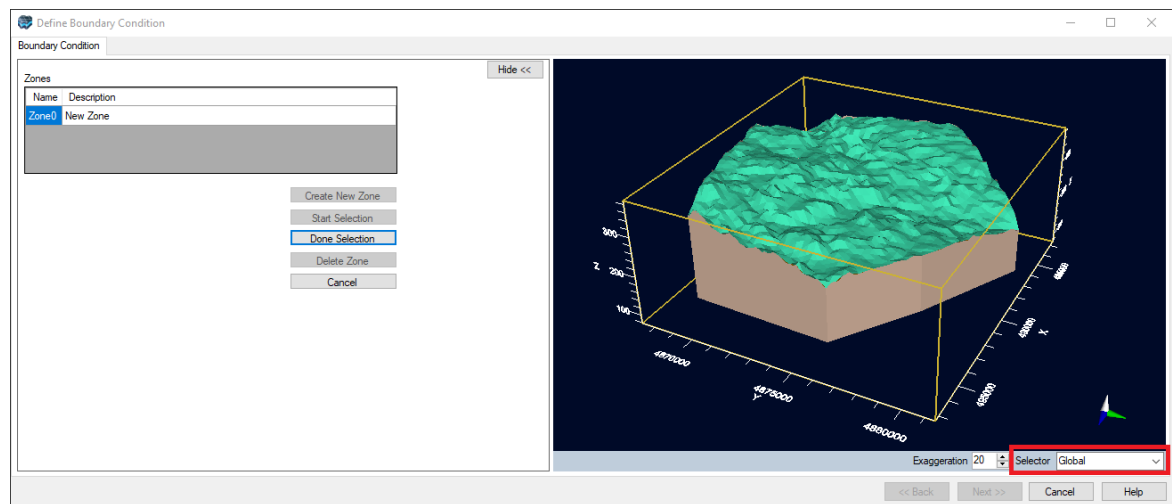 Define Boundary Condition
Boundary Condition
Hide <<
Zones
Name Description
Zone0 New Zone
Create New Zone
Start Selection
Done Selection
Delete Zone
Cancel
300
Z 200
100
4870000
4875000
Y
4880000
485000
X
Exaggeration 20 Selector Global
<< Back Next >> Cancel Help